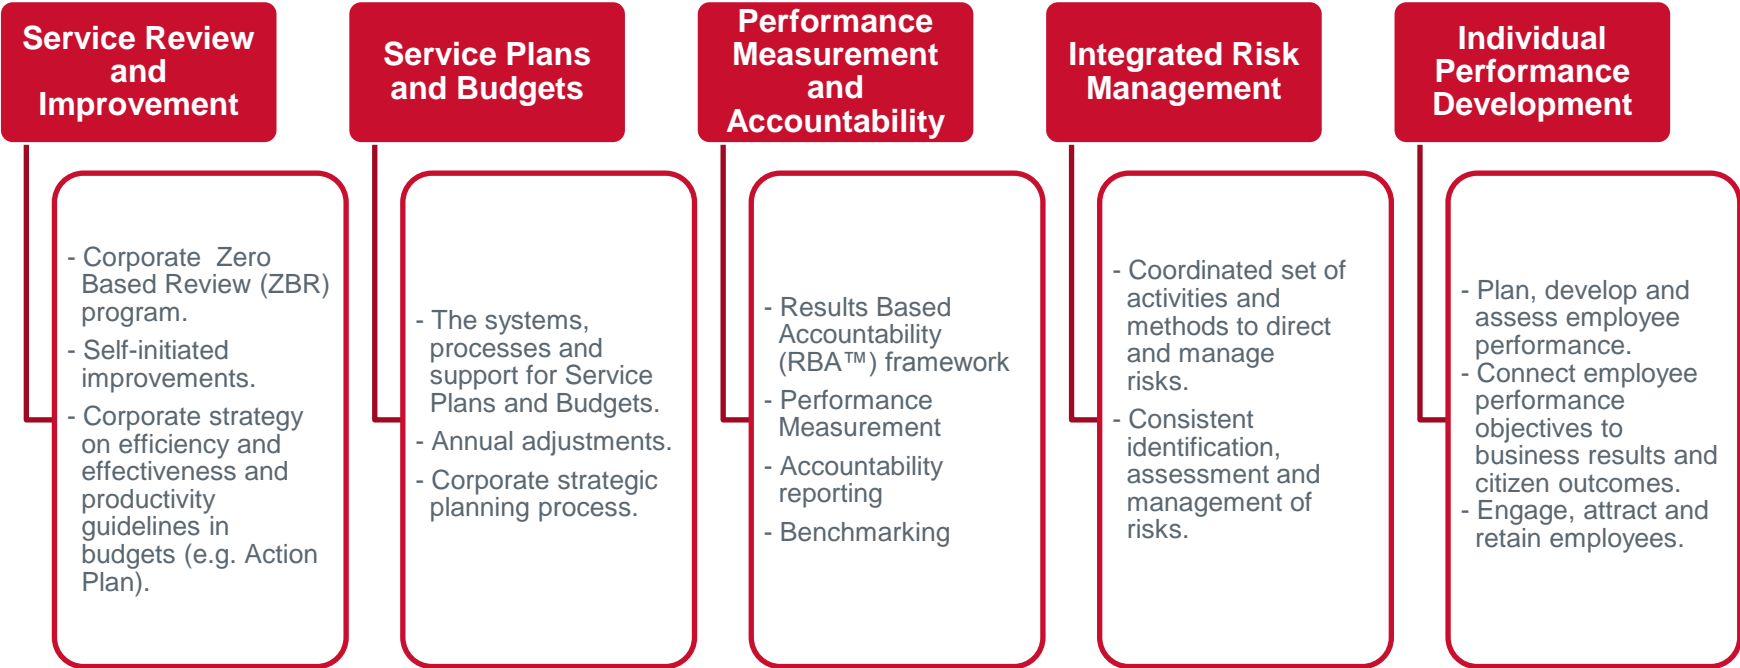 Service Review
and
Improvement
- Corporate  Zero
Based Review (ZBR)
program.
- Self-initiated
improvements.
- Corporate strategy
on efficiency and
effectiveness and
productivity
guidelines in
budgets (e.g. Action
Plan).
Service Plans
and Budgets
- The systems,
processes and
support for Service
Plans and Budgets.
- Annual adjustments.
- Corporate strategic
planning process.
Performance
Measurement
and
Accountability
- Results Based
Accountability
(RBA™) framework
- Performance
Measurement
- Accountability
reporting
- Benchmarking
Integrated Risk
Management
- Coordinated set of
activities and
methods to direct
and manage
risks.
- Consistent
identification,
assessment and
management of
risks.
Individual
Performance
Development
- Plan, develop and
assess employee
performance.
- Connect employee
performance
objectives to
business results and
citizen outcomes.
- Engage, attract and
retain employees.